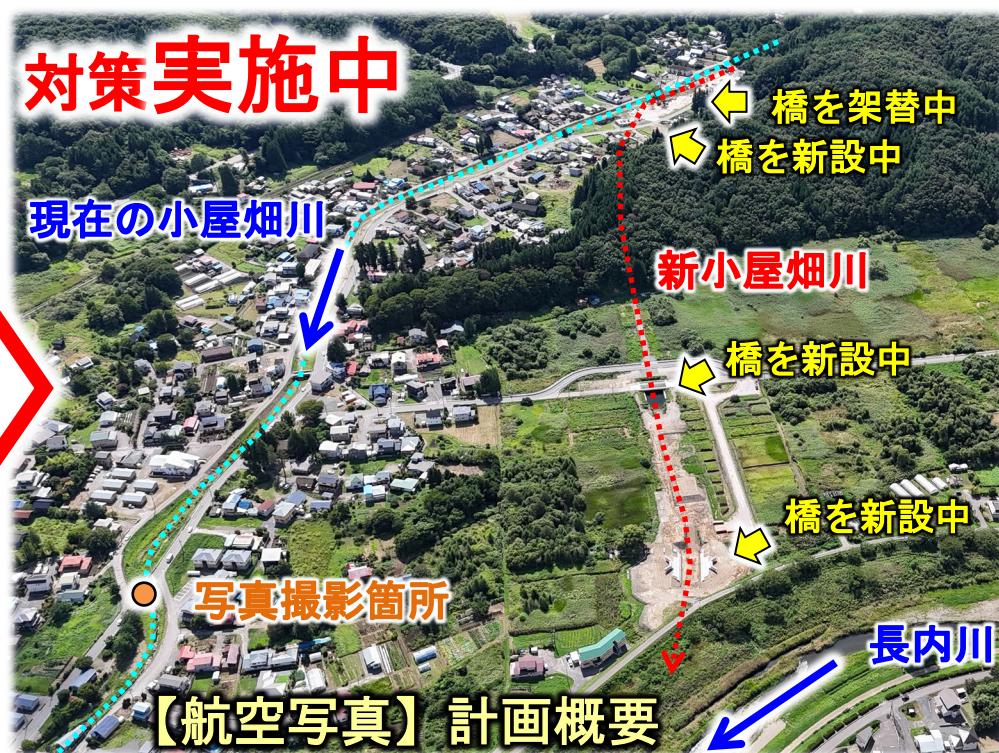 対策実施中
橋を架替中
橋を新設中
現在の小屋畑川
新小屋畑川
橋を新設中
橋を新設中
写真撮影箇所
長内川
【航空写真】計画概要